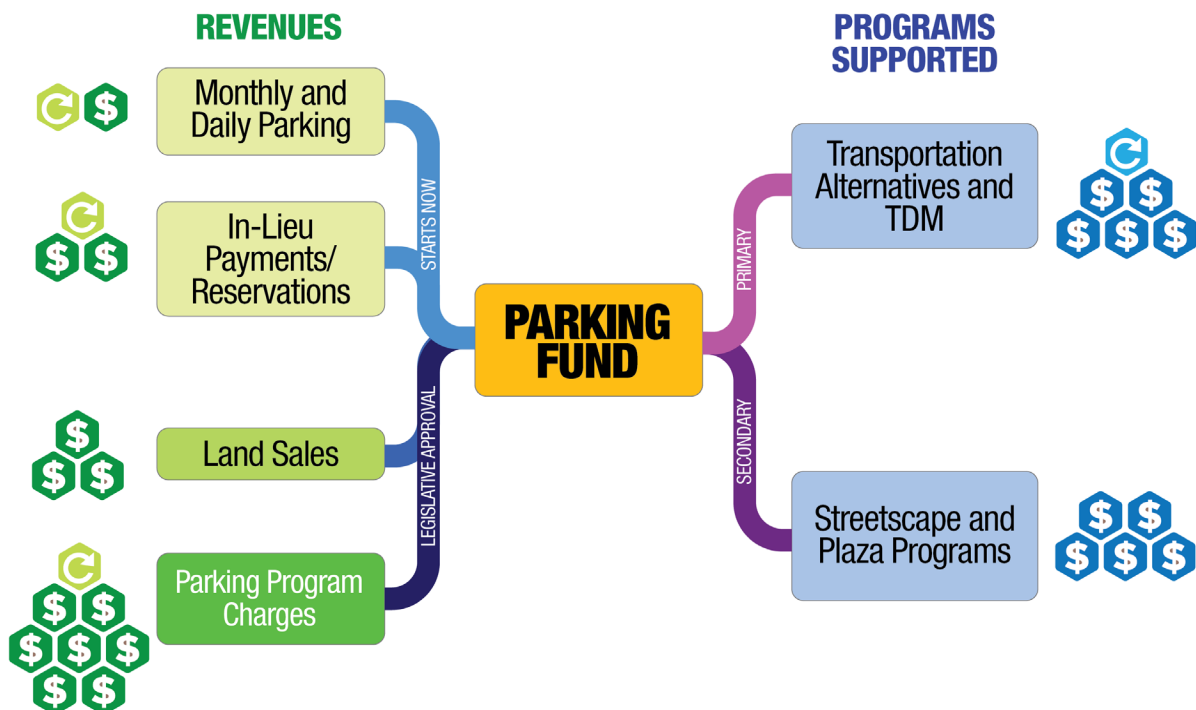 REVENUES
Monthly and
Daily Parking
$
In-Lieu
Payments/
Reservations
$ $
Land Sales
$
$ $
Parking Program
Charges
$ $
$ $ $
$ $
STARTS NOW
LEGISLATIVE APPROVAL
PARKING
FUND
PRIMARY
SECONDARY
PROGRAMS
SUPPORTED
Transportation
Alternatives and
TDM
$ $
$ $ $
Streetscape and
Plaza Programs
$ $
$ $ $